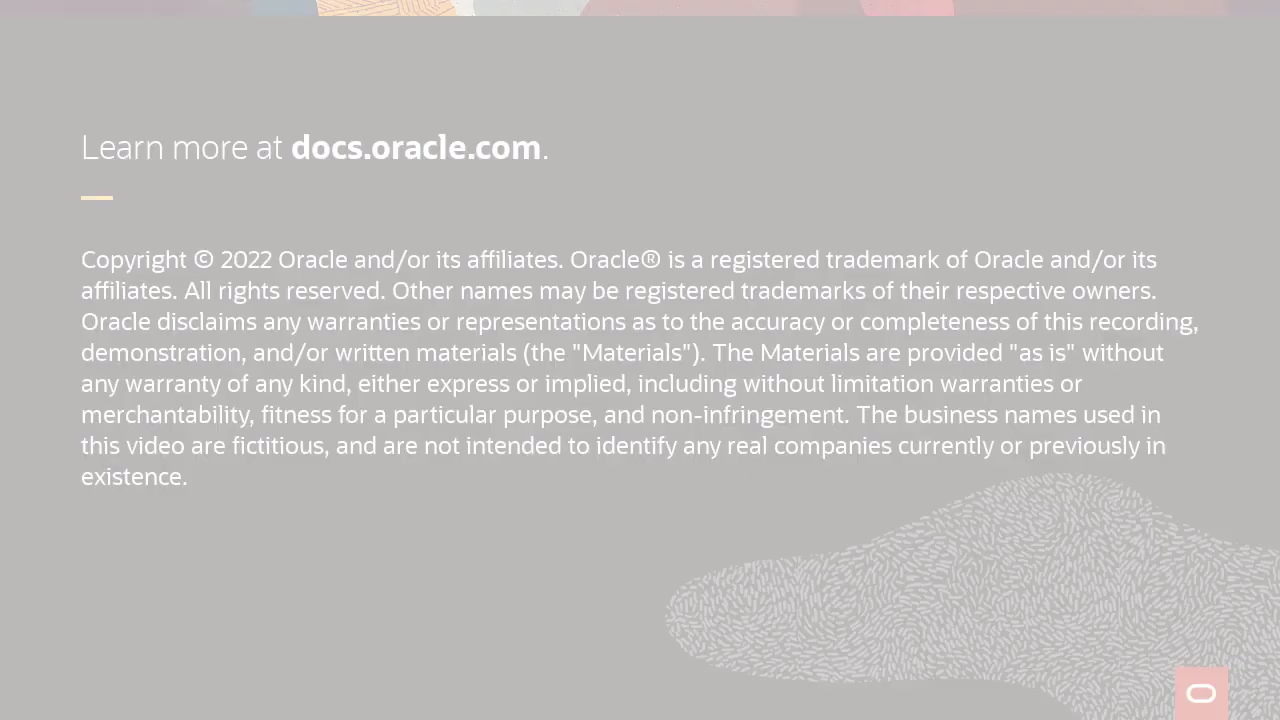 Learn more at docs.oracle.com.
Copyright © 2022 Oracle and/or its affiliates. Oracle® is a registered trademark of Oracle and/or its
affiliates. All rights reserved. Other names may be registered trademarks of their respective owners.
Oracle disclaims any warranties or representations as to the accuracy or completeness of this recording,
demonstration, and/or written materials (the "Materials"). The Materials are provided "as is" without
any warranty of any kind, either express or implied, including without limitation warranties or
merchantability, fitness for a particular purpose, and non-infringement. The business names used in
this video are fictitious, and are not intended to identify any real companies currently or previously in
existence.